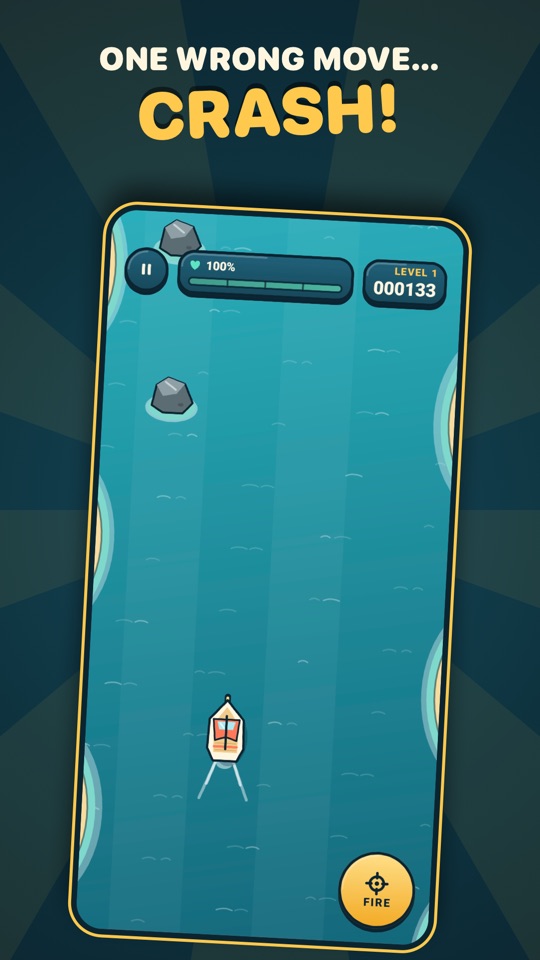 ONE WRONG MOVE...
CRASH!
100%
LEVEL 1
000133
FIRE